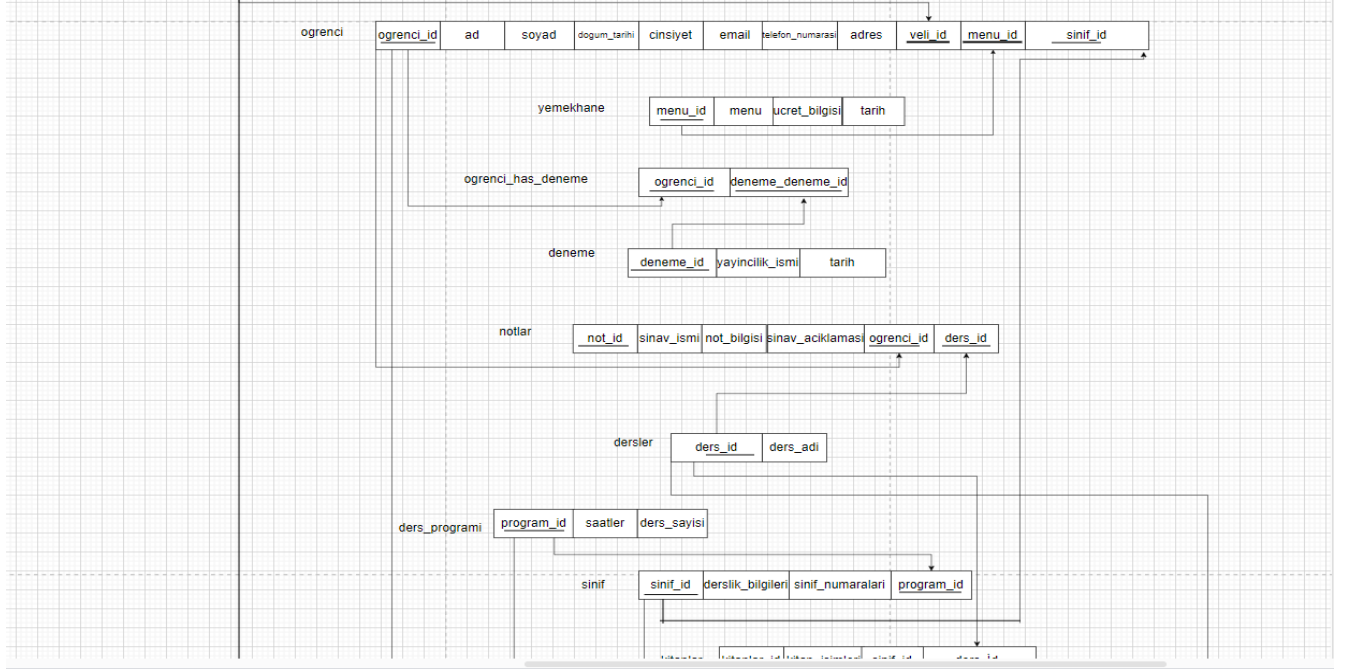 ogrenci ogrenci_id ad soyad dogum_tarihi cinsiyet email telefon_numarasi adres veli_id menu_id sinif_id
yemekhane menu_id menu ucret_bilgisi tarih
ogrenci_has_deneme ogrenci_id deneme_deneme_id
deneme deneme_id yayincilik_ismi tarih
notlar not_id sinav_ismi not_bilgisi sinav_aciklamasi ogrenci_id ders_id
dersler ders_id ders_adi
ders_programi program_id saatler ders_sayisi
sinif sinif_id derslik_bilgileri sinif_numaralari program_id
sinif_id ders_id